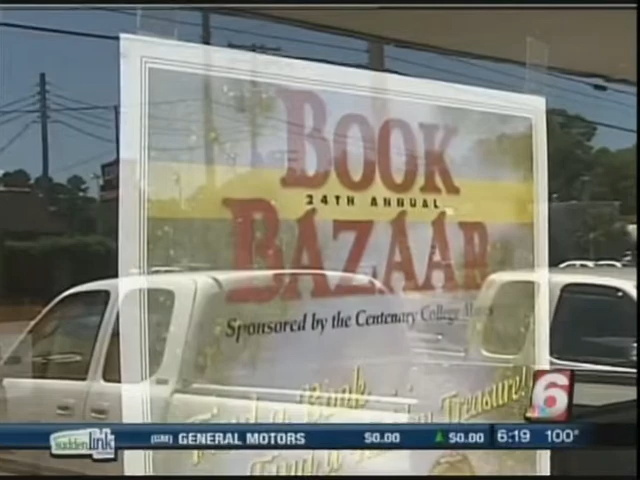 BOOK
24TH ANNUAL
BAZAAR
Sponsored by the Centenary College
Treasure!
6
suddenlink (GM) GENERAL MOTORS $0.00 $0.00 6:19 100°